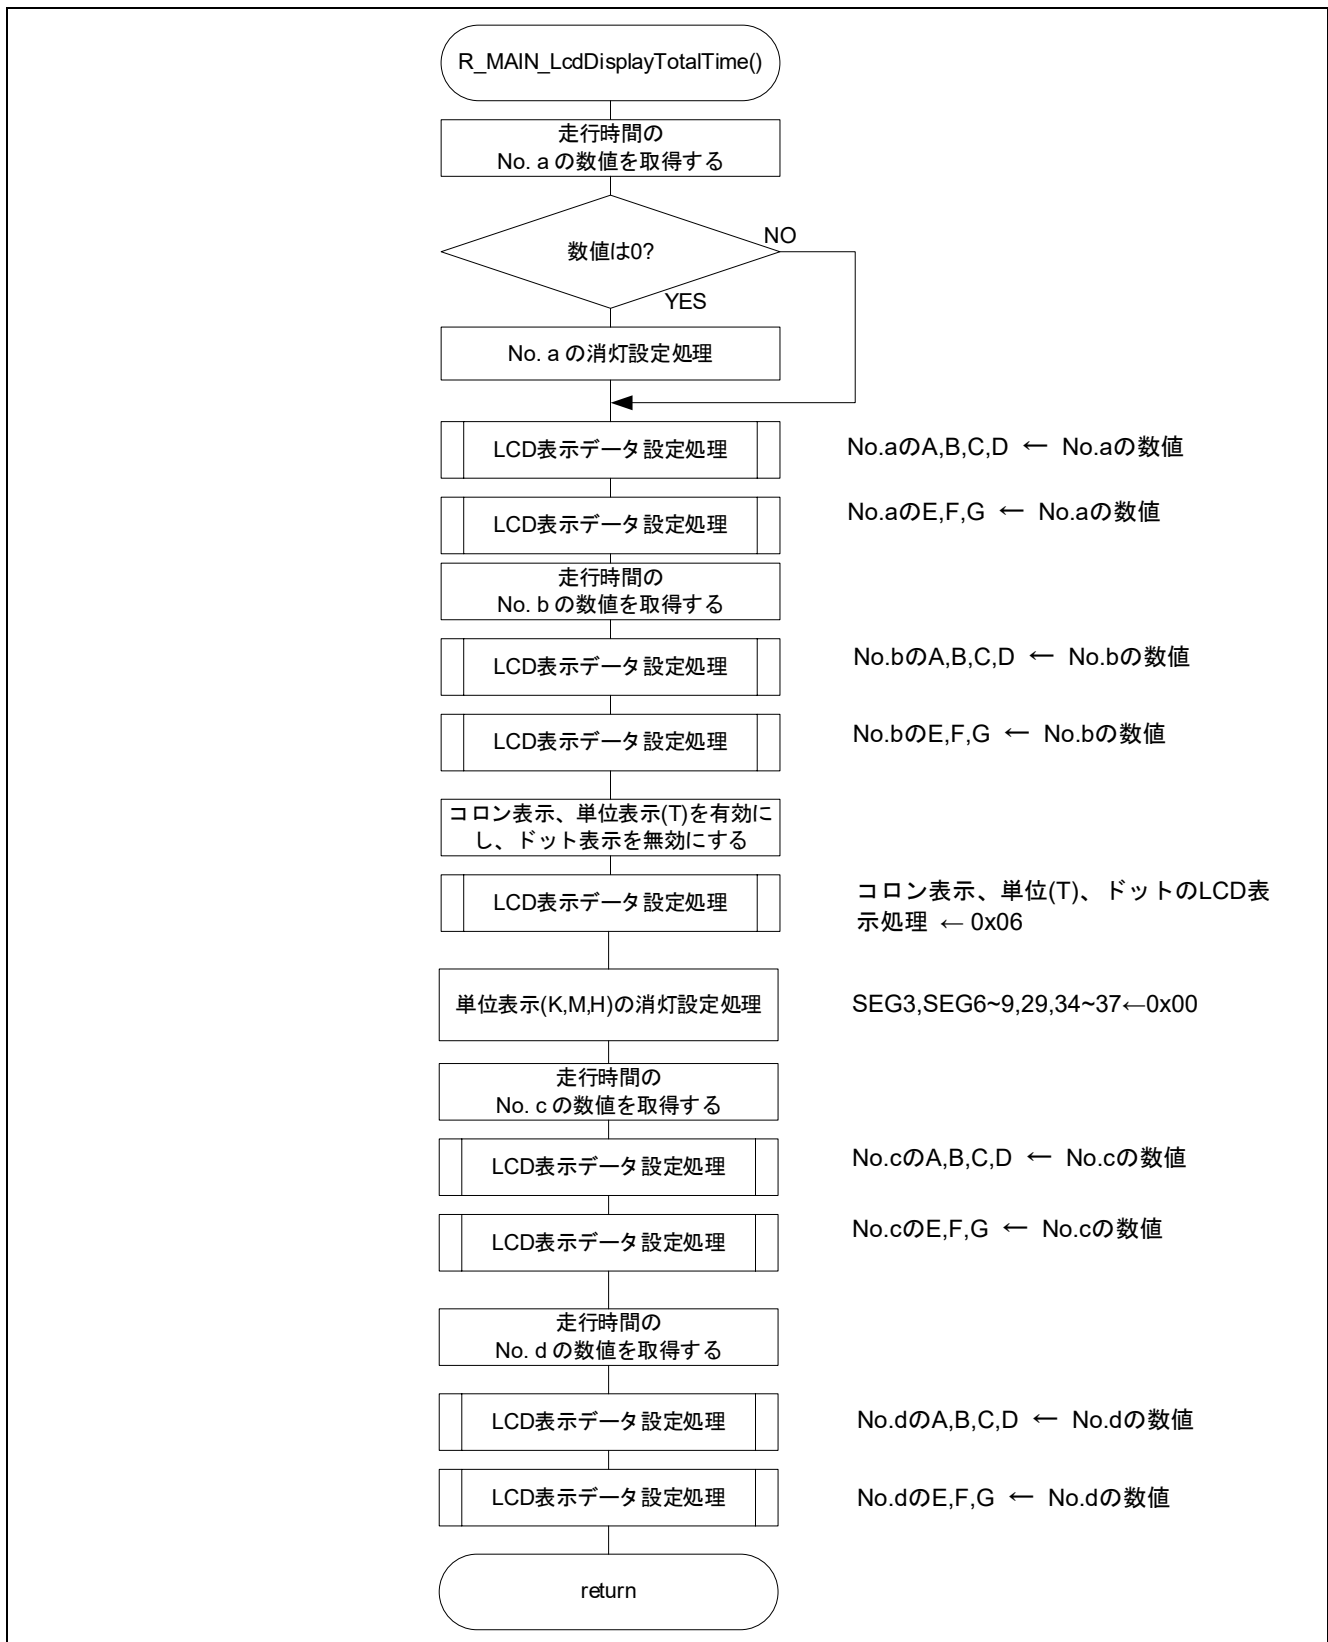 R_MAIN_LcdDisplayTotalTime()
走行時間の
No. a の数値を取得する
数値は0?
NO
YES
No. a の消灯設定処理
LCD表示データ設定処理
No.aのA,B,C,D ← No.aの数値
LCD表示データ設定処理
No.aのE,F,G ← No.aの数値
走行時間の
No. b の数値を取得する
LCD表示データ設定処理
No.bのA,B,C,D ← No.bの数値
LCD表示データ設定処理
No.bのE,F,G ← No.bの数値
コロン表示、単位表示(T)を有効に
し、ドット表示を無効にする
LCD表示データ設定処理
コロン表示、単位(T)、ドットのLCD表
示処理 ← 0x06
単位表示(K,M,H)の消灯設定処理
SEG3,SEG6~9,29,34~37←0x00
走行時間の
No. c の数値を取得する
LCD表示データ設定処理
No.cのA,B,C,D ← No.cの数値
LCD表示データ設定処理
No.cのE,F,G ← No.cの数値
走行時間の
No. d の数値を取得する
LCD表示データ設定処理
No.dのA,B,C,D ← No.dの数値
LCD表示データ設定処理
No.dのE,F,G ← No.dの数値
return